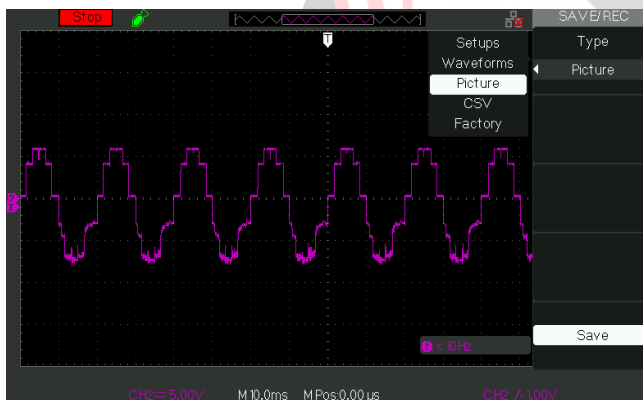 Stop
T
SAVE/REC
Type
Picture
Setups
Waveforms
Picture
CSV
Factory
Save
< 10Hz
CH2 5.00V M10.0ms M Pos:0.00us CH2 /-1.00V